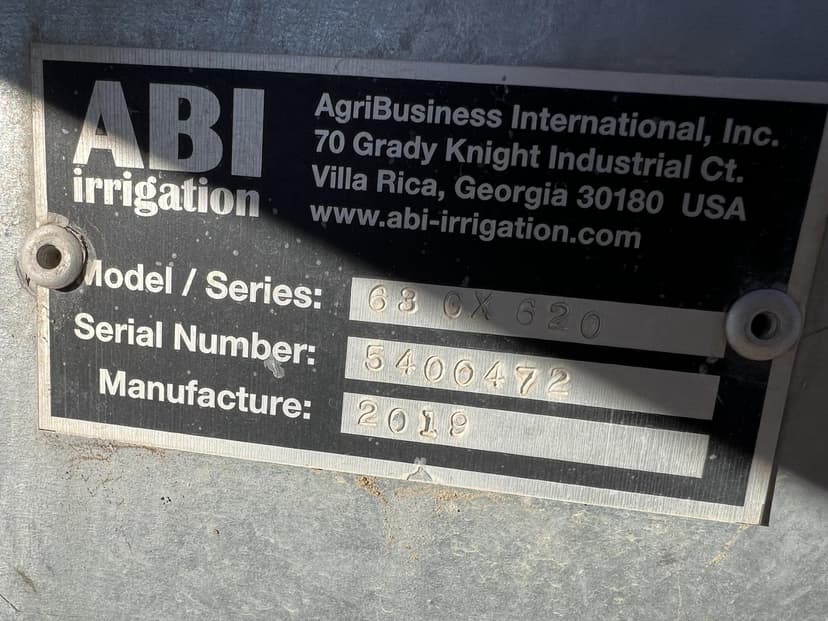 ABI
irrigation
AgriBusiness International, Inc.
70 Grady Knight Industrial Ct.
Villa Rica, Georgia 30180 USA
www.abi-irrigation.com
Model / Series: 63 GX 620
Serial Number: 5400472
Manufacture: 2019